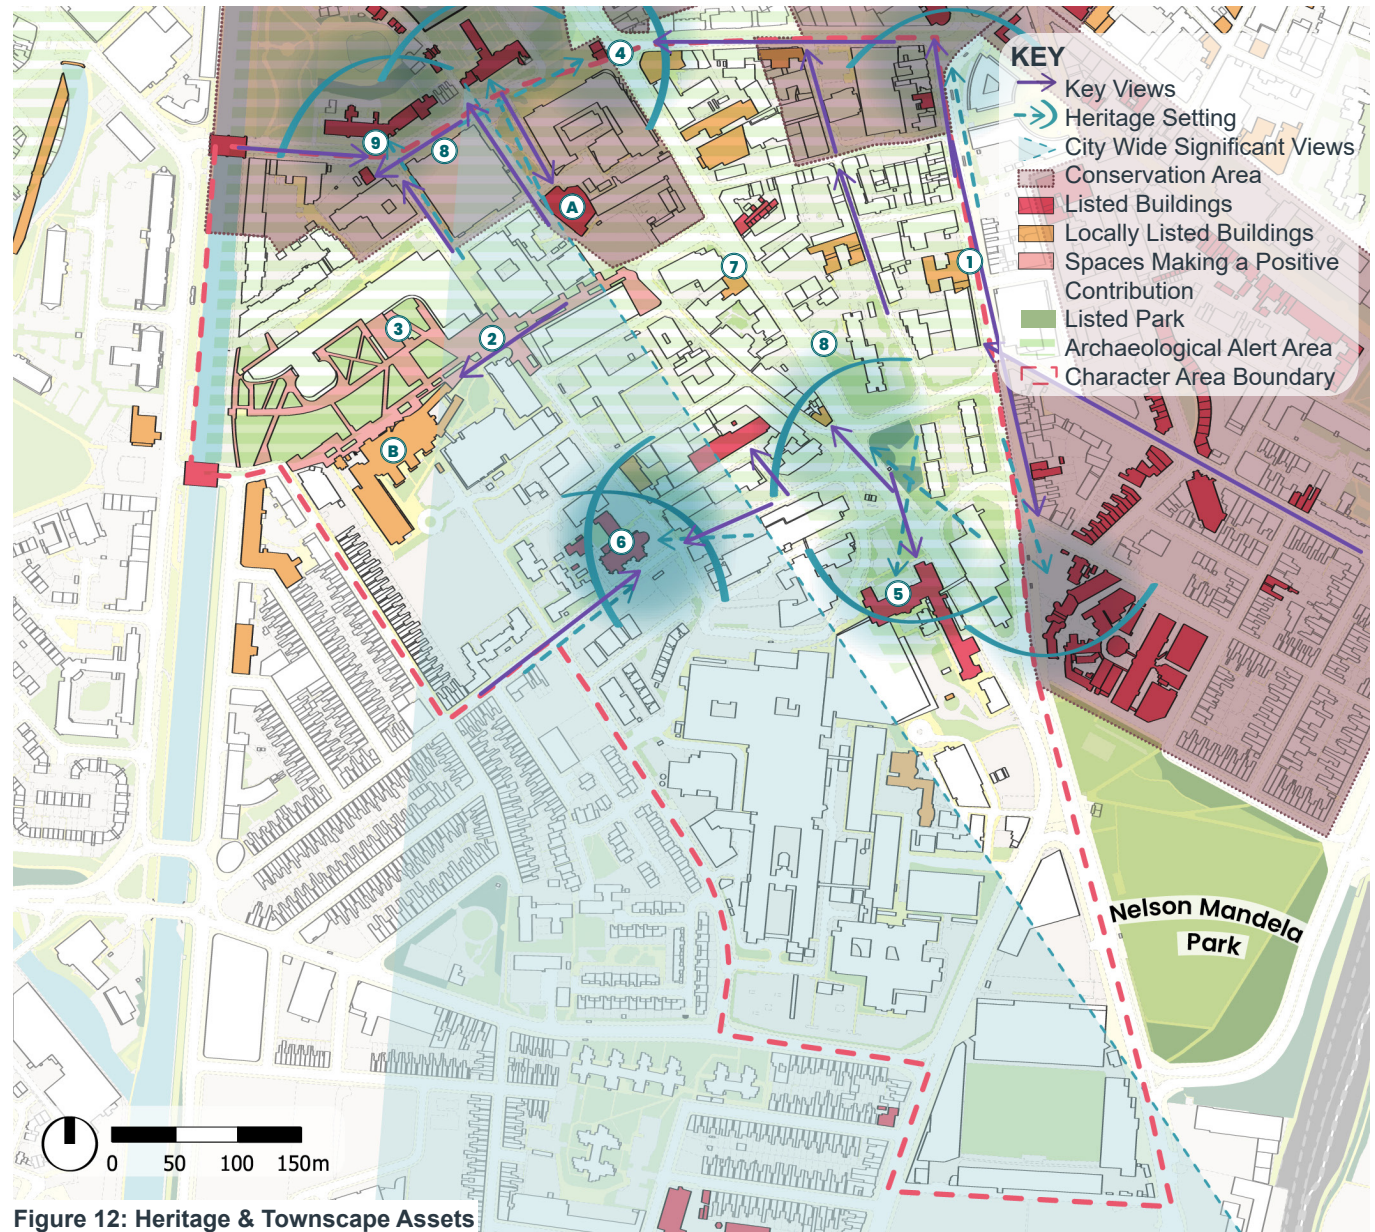 KEY
Key Views
Heritage Setting
City Wide Significant Views
Conservation Area
Listed Buildings
Locally Listed Buildings
Spaces Making a Positive
Contribution
Listed Park
Archaeological Alert Area
Character Area Boundary
4
9
8
A
1
7
3
2
8
B
6
5
Nelson Mandela
Park
0 50 100 150m
Figure 12: Heritage & Townscape Assets